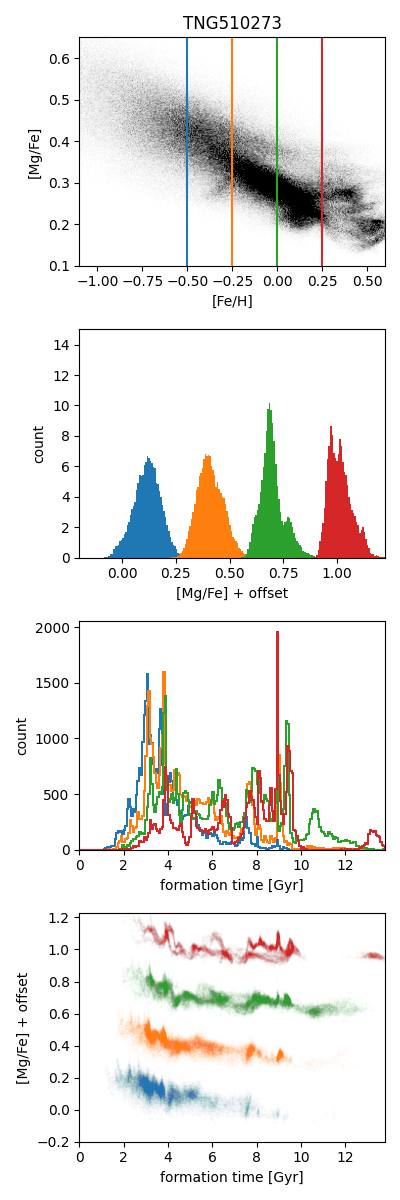 TNG510273
0.6
0.5
0.4
0.3
0.2
0.1
[Mg/Fe]
−1.00 −0.75 −0.50 −0.25 0.00 0.25 0.50
[Fe/H]
14
12
10
8
6
4
2
0
count
0.00 0.25 0.50 0.75 1.00
[Mg/Fe] + offset
2000
1500
1000
500
0
count
0 2 4 6 8 10 12
formation time [Gyr]
1.2
1.0
0.8
0.6
0.4
0.2
0.0
−0.2
[Mg/Fe] + offset
0 2 4 6 8 10 12
formation time [Gyr]